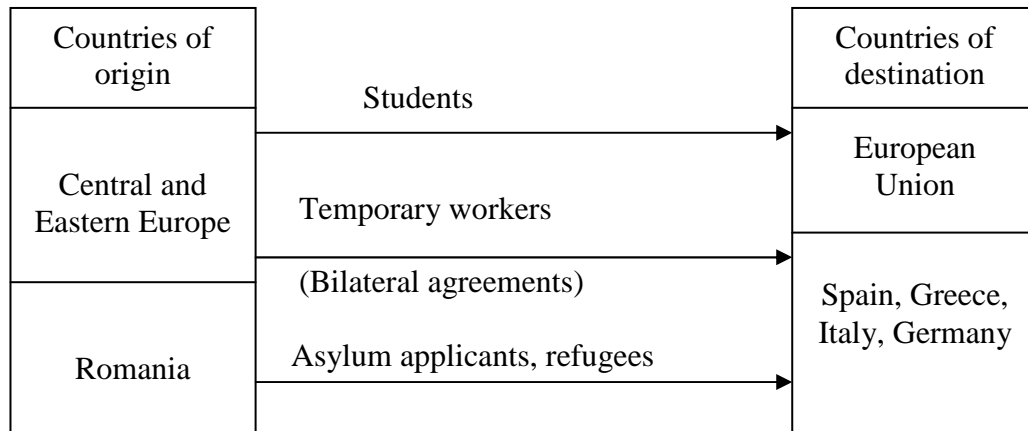 Countries of
origin
Countries of
destination
Students
European
Union
Central and
Eastern Europe
Temporary workers
(Bilateral agreements)
Spain, Greece,
Italy, Germany
Romania
Asylum applicants, refugees